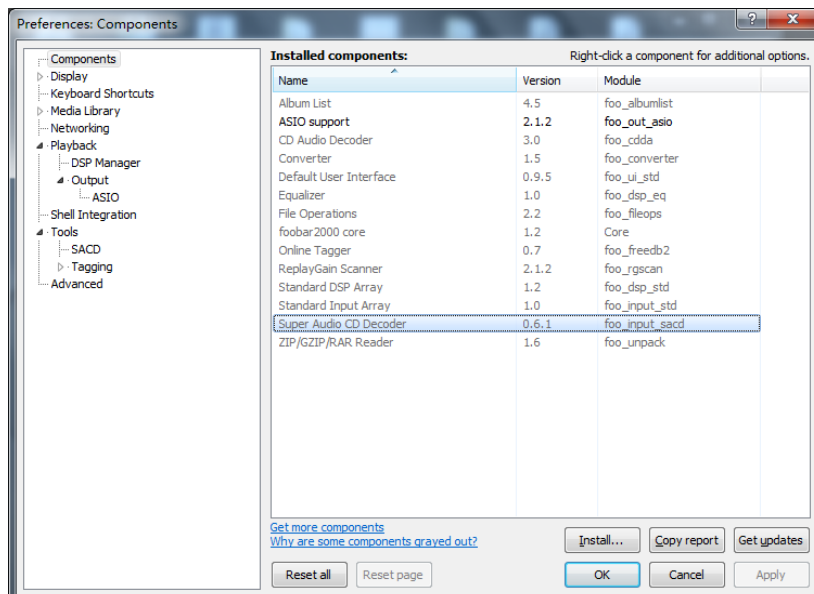 Preferences: Components
?
X
Components
Display
Keyboard Shortcuts
Media Library
Networking
Playback
DSP Manager
Output
ASIO
Shell Integration
Tools
SACD
Tagging
Advanced
Installed components: Right-click a component for additional options.
Name Version Module
Album List 4.5 foo_albumlist
ASIO support 2.1.2 foo_out_asio
CD Audio Decoder 3.0 foo_cdda
Converter 1.5 foo_converter
Default User Interface 0.9.5 foo_ui_std
Equalizer 1.0 foo_dsp_eq
File Operations 2.2 foo_fileops
foobar2000 core 1.2 Core
Online Tagger 0.7 foo_freedb2
ReplayGain Scanner 2.1.2 foo_rgscan
Standard DSP Array 1.2 foo_dsp_std
Standard Input Array 1.0 foo_input_std
Super Audio CD Decoder 0.6.1 foo_input_sacd
ZIP/GZIP/RAR Reader 1.6 foo_unpack
Get more components
Why are some components grayed out?
Install... Copy report Get updates
Reset all Reset page OK Cancel Apply